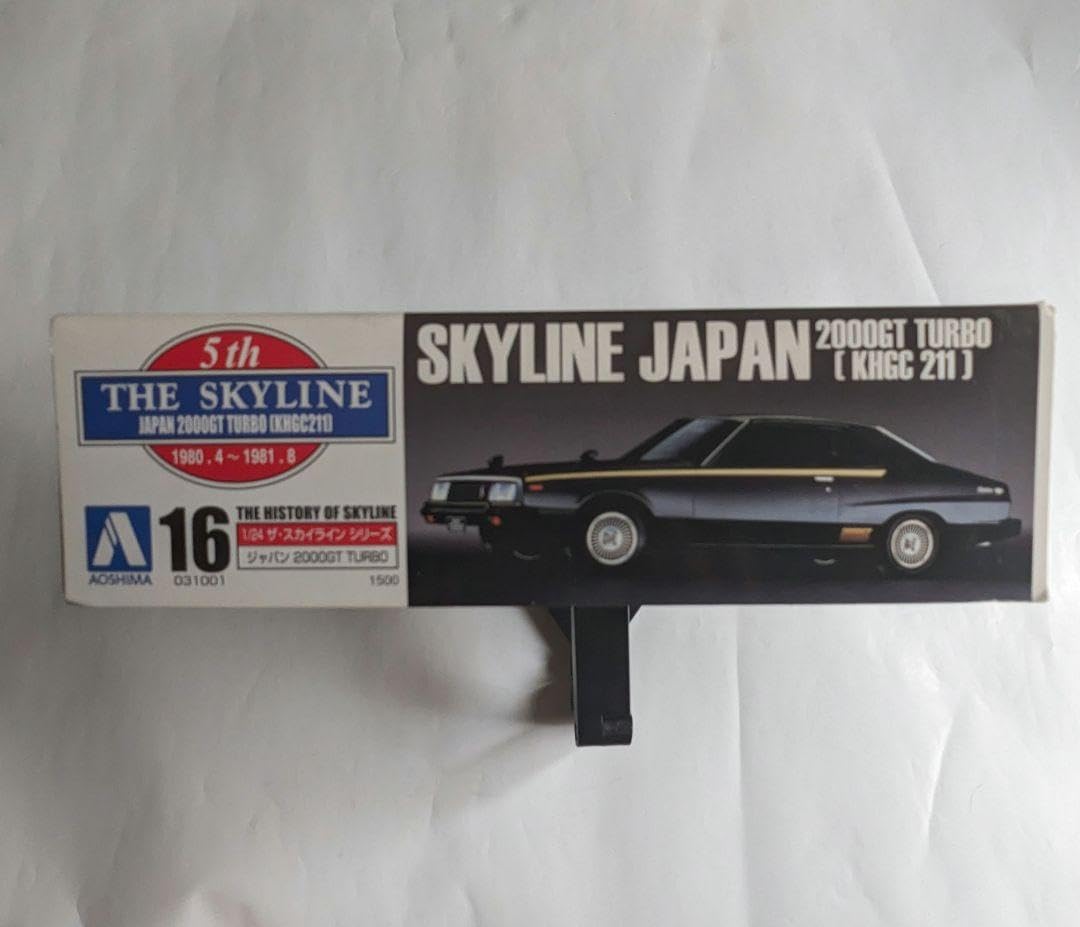 5th
THE SKYLINE
JAPAN 2000GT TURBO [KHGC211]
1980.4～1981.8
AOSHIMA
16
031001
THE HISTORY OF SKYLINE
1/24 ザ・スカイライン シリーズ
ジャパン 2000GT TURBO
1500
SKYLINE JAPAN 2000GT TURBO
[ KHGC 211 ]